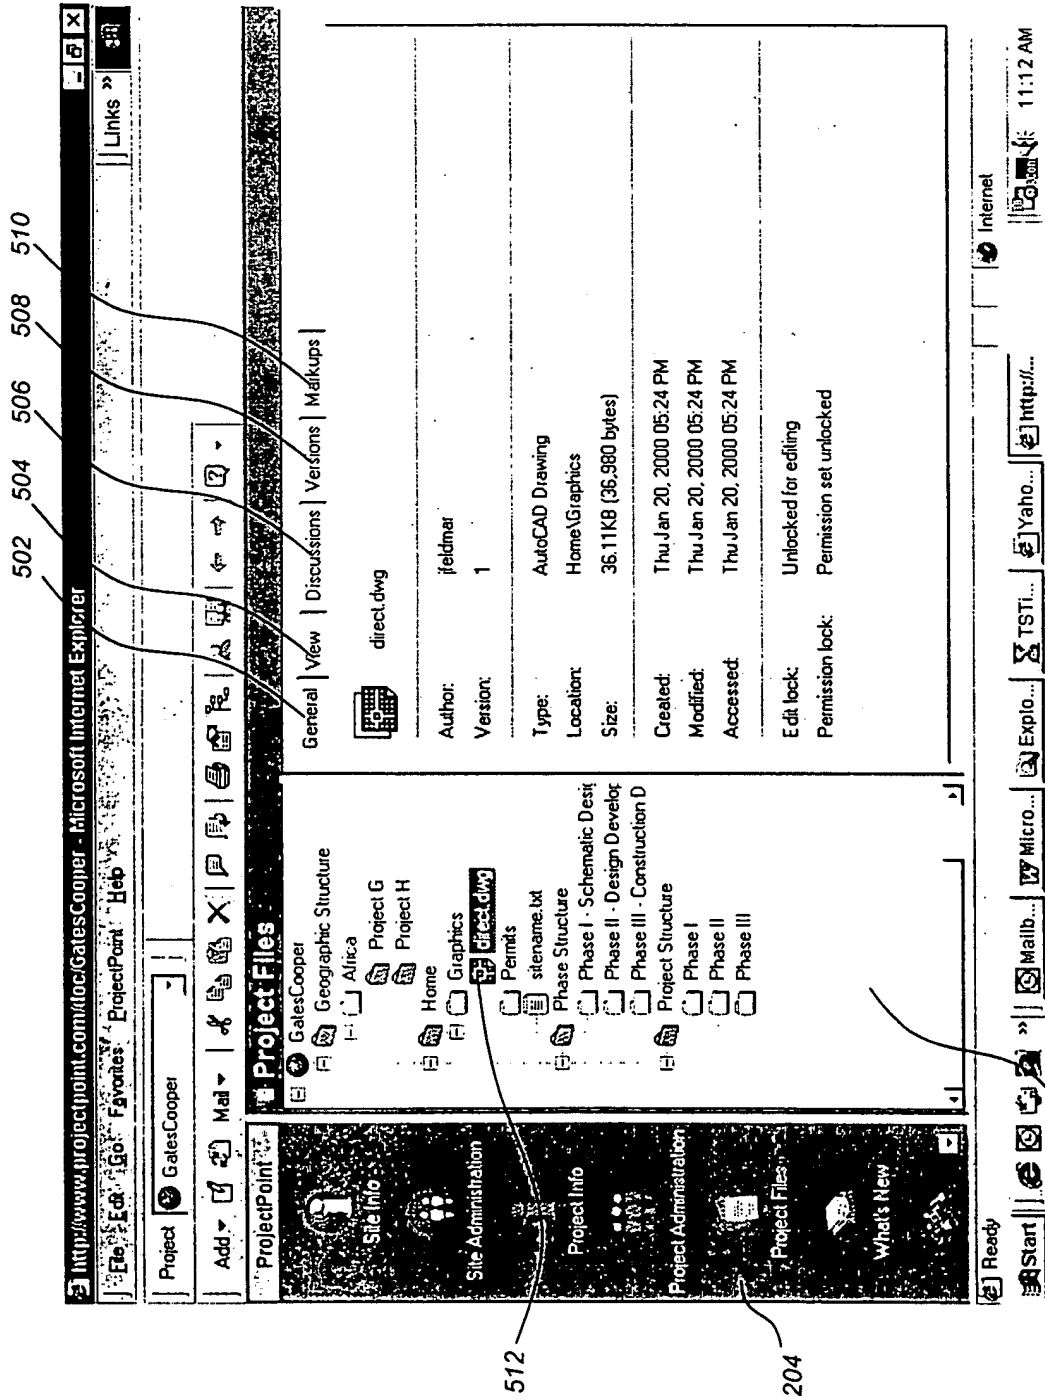 502 504 506 508 510
http://www.projectpoint.com/loc/GatesCooper - Microsoft Internet Explorer
File Edit Go Favorites ProjectPoint Help
Links »
Project GatesCooper
Add Mail
ProjectPoint
Project Files
Site Info
Site Administration
Project Info
Project Administration
Project Files
What's New
GatesCooper
Geographic Structure
Africa
Project G
Project H
Home
Graphics
direct.dwg
Permits
sitename.txt
Phase Structure
Phase I - Schematic Desig
Phase II - Design Develop
Phase III - Construction D
Project Structure
Phase I
Phase II
Phase III
General | View | Discussions | Versions | Markups |
direct.dwg
Author: jfeldmar
Version: 1
Type: AutoCAD Drawing
Location: Home\Graphics
Size: 36.11KB (36,980 bytes)
Created: Thu Jan 20, 2000 05:24 PM
Modified: Thu Jan 20, 2000 05:24 PM
Accessed: Thu Jan 20, 2000 05:24 PM
Edit lock: Unlocked for editing
Permission lock: Permission set unlocked
512
204
Ready
Internet
Start » Mailb... Micro... Explo... TSTi... Yaho... http://... 11:12 AM